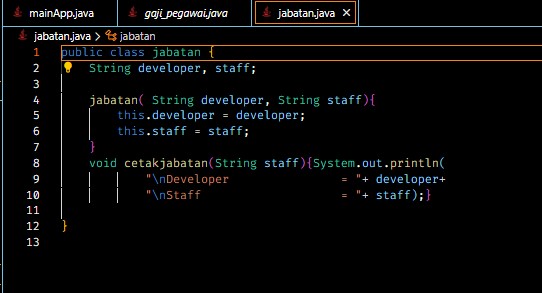 mainApp.java gaji_pegawai.java jabatan.java
jabatan.java > jabatan
1 public class jabatan {
2 String developer, staff;
3
4 jabatan( String developer, String staff){
5 this.developer = developer;
6 this.staff = staff;
7 }
8 void cetakjabatan(String staff){System.out.println(
9 "\nDeveloper = "+ developer+
10 "\nStaff = "+ staff);}
11
12 }
13